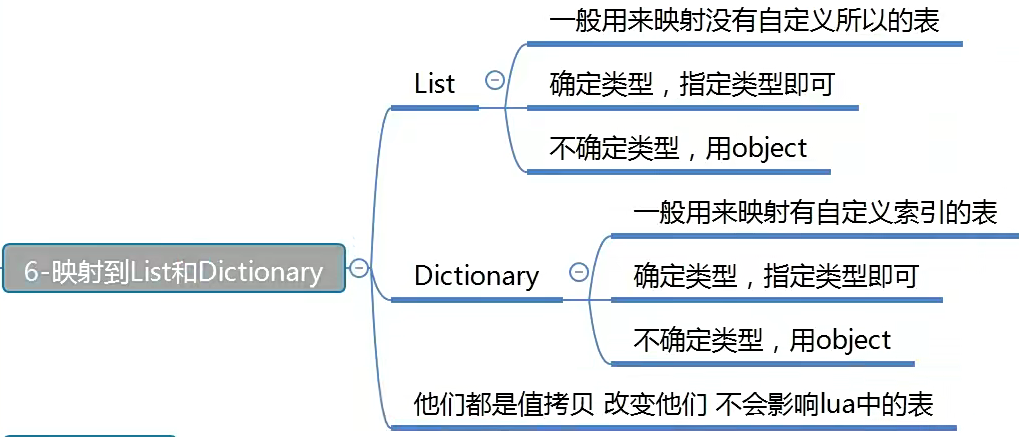 6-映射到List和Dictionary
List
一般用来映射没有自定义所以的表
确定类型，指定类型即可
不确定类型，用object
Dictionary
一般用来映射有自定义索引的表
确定类型，指定类型即可
不确定类型，用object
他们都是值拷贝 改变他们 不会影响lua中的表